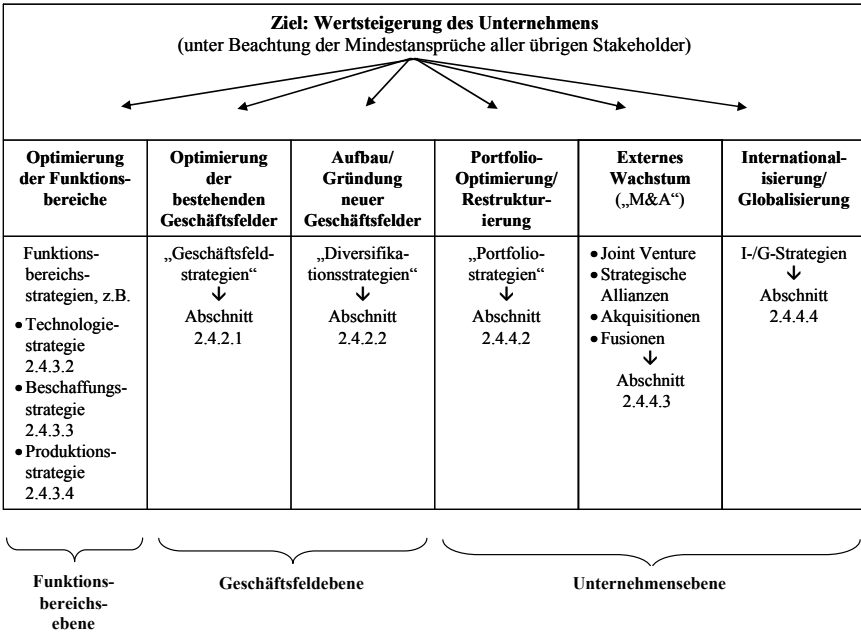 Ziel: Wertsteigerung des Unternehmens
(unter Beachtung der Mindestansprüche aller übrigen Stakeholder)
Optimierung
der Funktions-
bereiche
Optimierung
der
bestehenden
Geschäftsfelder
Aufbau/
Gründung
neuer
Geschäftsfelder
Portfolio-
Optimierung/
Restruktur-
ierung
Externes
Wachstum
(„M&A“)
International-
isierung/
Globalisierung
Funktions-
bereichs-
strategien, z.B.
• Technologie-
strategie
2.4.3.2
• Beschaffungs-
strategie
2.4.3.3
• Produktions-
strategie
2.4.3.4
„Geschäftsfeld-
strategien“
↓
Abschnitt
2.4.2.1
„Diversifik-
ationsstrategien“
↓
Abschnitt
2.4.2.2
„Portfolio-
strategien“
↓
Abschnitt
2.4.4.2
• Joint Venture
• Strategische
Allianzen
• Akquisitionen
• Fusionen
↓
Abschnitt
2.4.4.3
I-/G-Strategien
↓
Abschnitt
2.4.4.4
Funktions-
bereichs-
ebene
Geschäftsfeldebene
Unternehmensebene